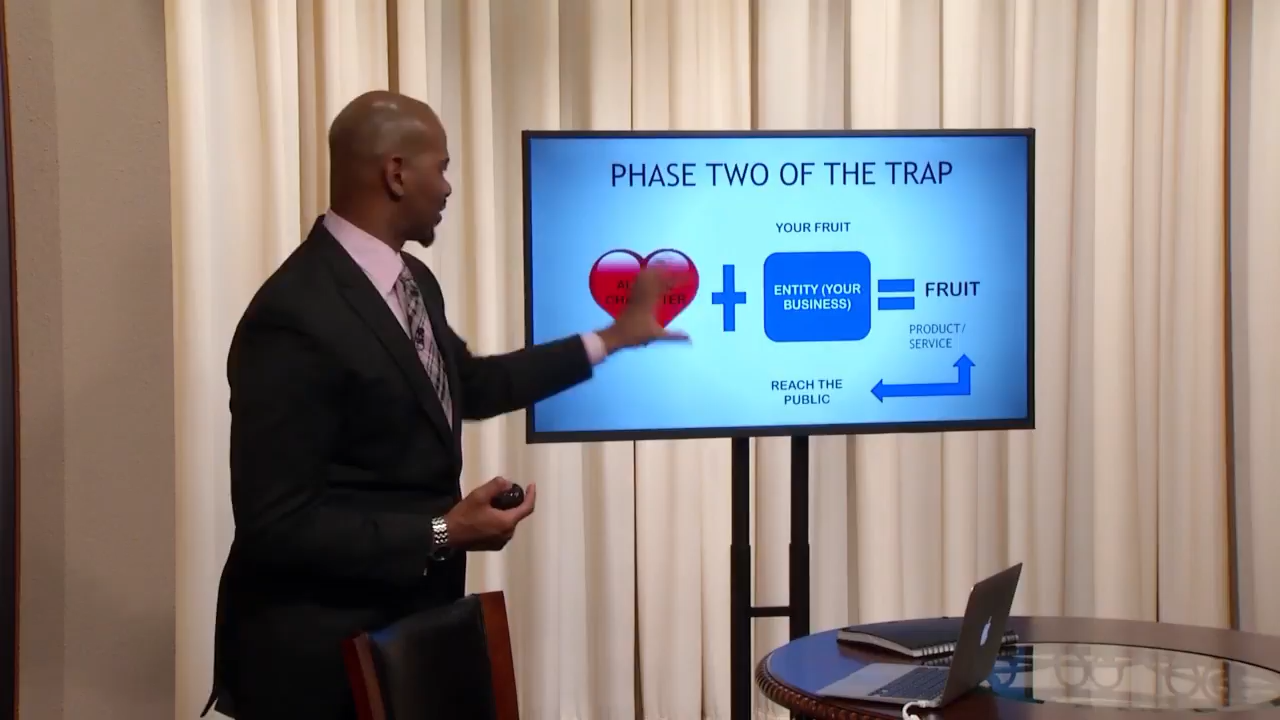 PHASE TWO OF THE TRAP
YOUR FRUIT
ENTITY (YOUR
BUSINESS)
FRUIT
PRODUCT/
SERVICE
REACH THE
PUBLIC